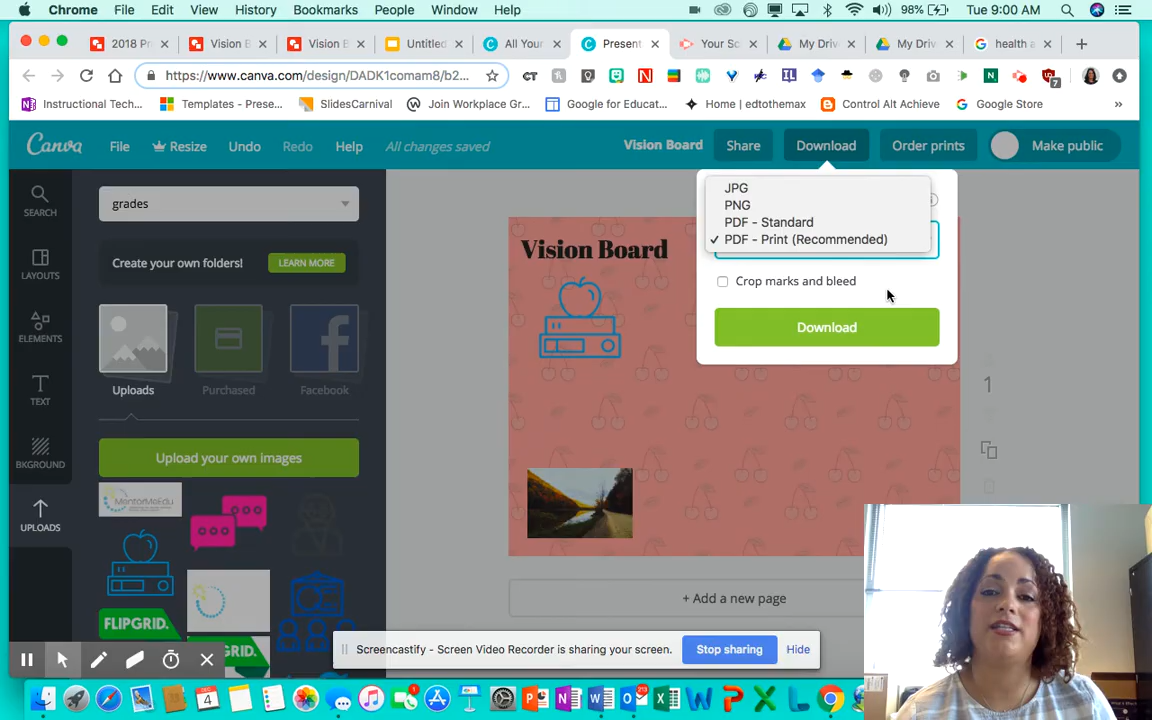 Chrome File Edit View History Bookmarks People Window Help 98% Tue 9:00 AM
2018 Pr Vision B Vision B Untitled All Your Present Your Sc My Driv My Driv health a
https://www.canva.com/design/DADK1comam8/b2...
Instructional Tech... Templates - Prese... SlidesCarnival Join Workplace Gr... Google for Educat... Home | edtothemax Control Alt Achieve Google Store »
Canva File Resize Undo Redo Help All changes saved Vision Board Share Download Order prints Make public
SEARCH
LAYOUTS
ELEMENTS
TEXT
BKGROUND
UPLOADS
grades
Create your own folders! LEARN MORE
Uploads Purchased Facebook
Upload your own images
MentorMeEdu
FLIPGRID.
GRID.
Vision Board
JPG
PNG
PDF - Standard
✓ PDF - Print (Recommended)
Crop marks and bleed
Download
1
+ Add a new page
Screencastify - Screen Video Recorder is sharing your screen. Stop sharing Hide
DEC
4